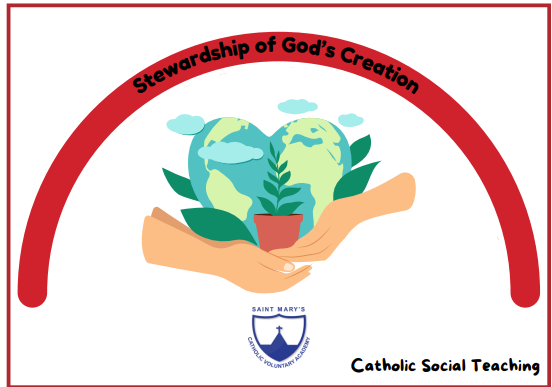 Stewardship of God's Creation
SAINT MARY'S
CATHOLIC VOLUNTARY ACADEMY
Catholic Social Teaching